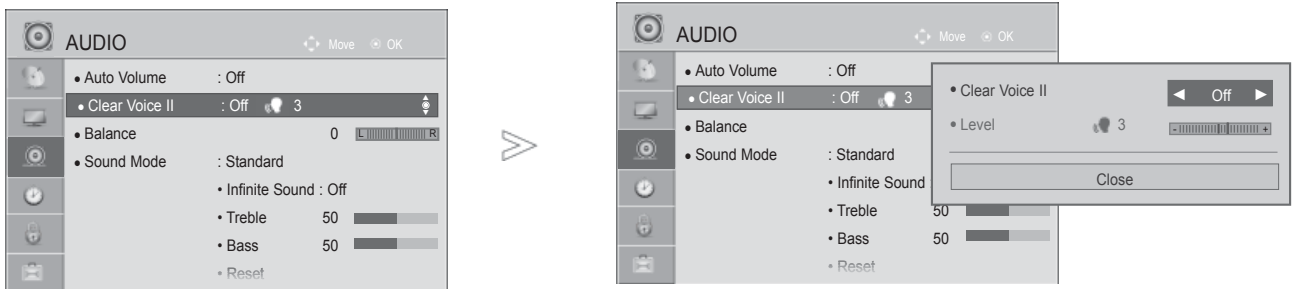 AUDIO Move OK
• Auto Volume : Off
• Clear Voice II : Off 3
• Balance 0 L R
• Sound Mode : Standard
• Infinite Sound : Off
• Treble 50
• Bass 50
• Reset
AUDIO Move OK
• Auto Volume : Off
• Clear Voice II : Off 3
• Balance
• Sound Mode : Standard
• Infinite Sound :
• Treble 50
• Bass 50
• Reset
• Clear Voice II ◄ Off ►
• Level 3 - +
Close